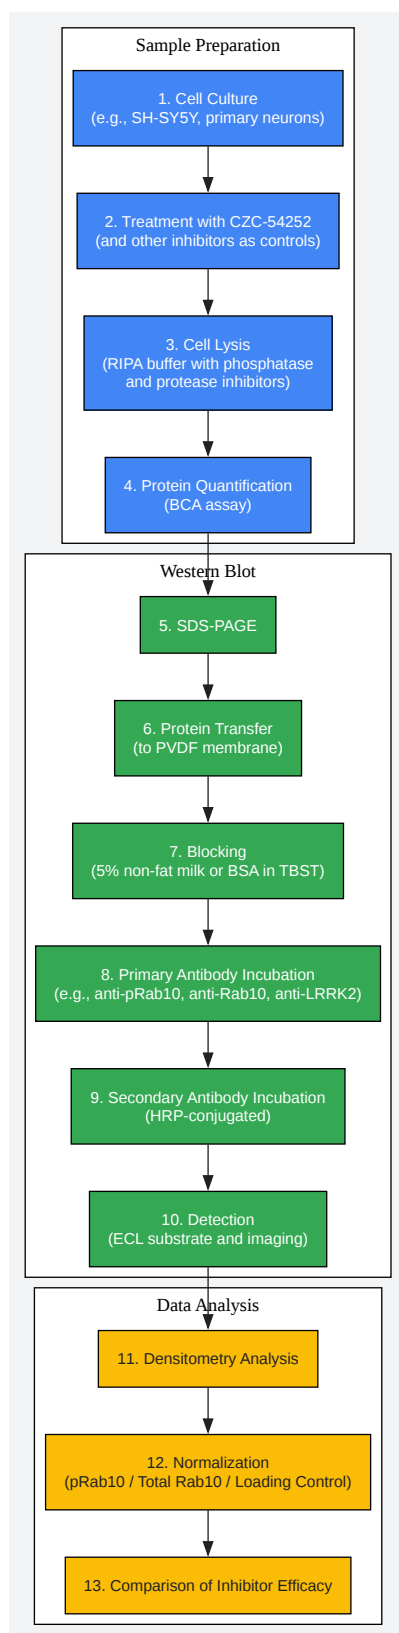 Sample Preparation
1. Cell Culture
(e.g., SH-SY5Y, primary neurons)
2. Treatment with CZC-54252
(and other inhibitors as controls)
3. Cell Lysis
(RIPA buffer with phosphatase
and protease inhibitors)
4. Protein Quantification
(BCA assay)
Western Blot
5. SDS-PAGE
6. Protein Transfer
(to PVDF membrane)
7. Blocking
(5% non-fat milk or BSA in TBST)
8. Primary Antibody Incubation
(e.g., anti-pRab10, anti-Rab10, anti-LRRK2)
9. Secondary Antibody Incubation
(HRP-conjugated)
10. Detection
(ECL substrate and imaging)
Data Analysis
11. Densitometry Analysis
12. Normalization
(pRab10 / Total Rab10 / Loading Control)
13. Comparison of Inhibitor Efficacy